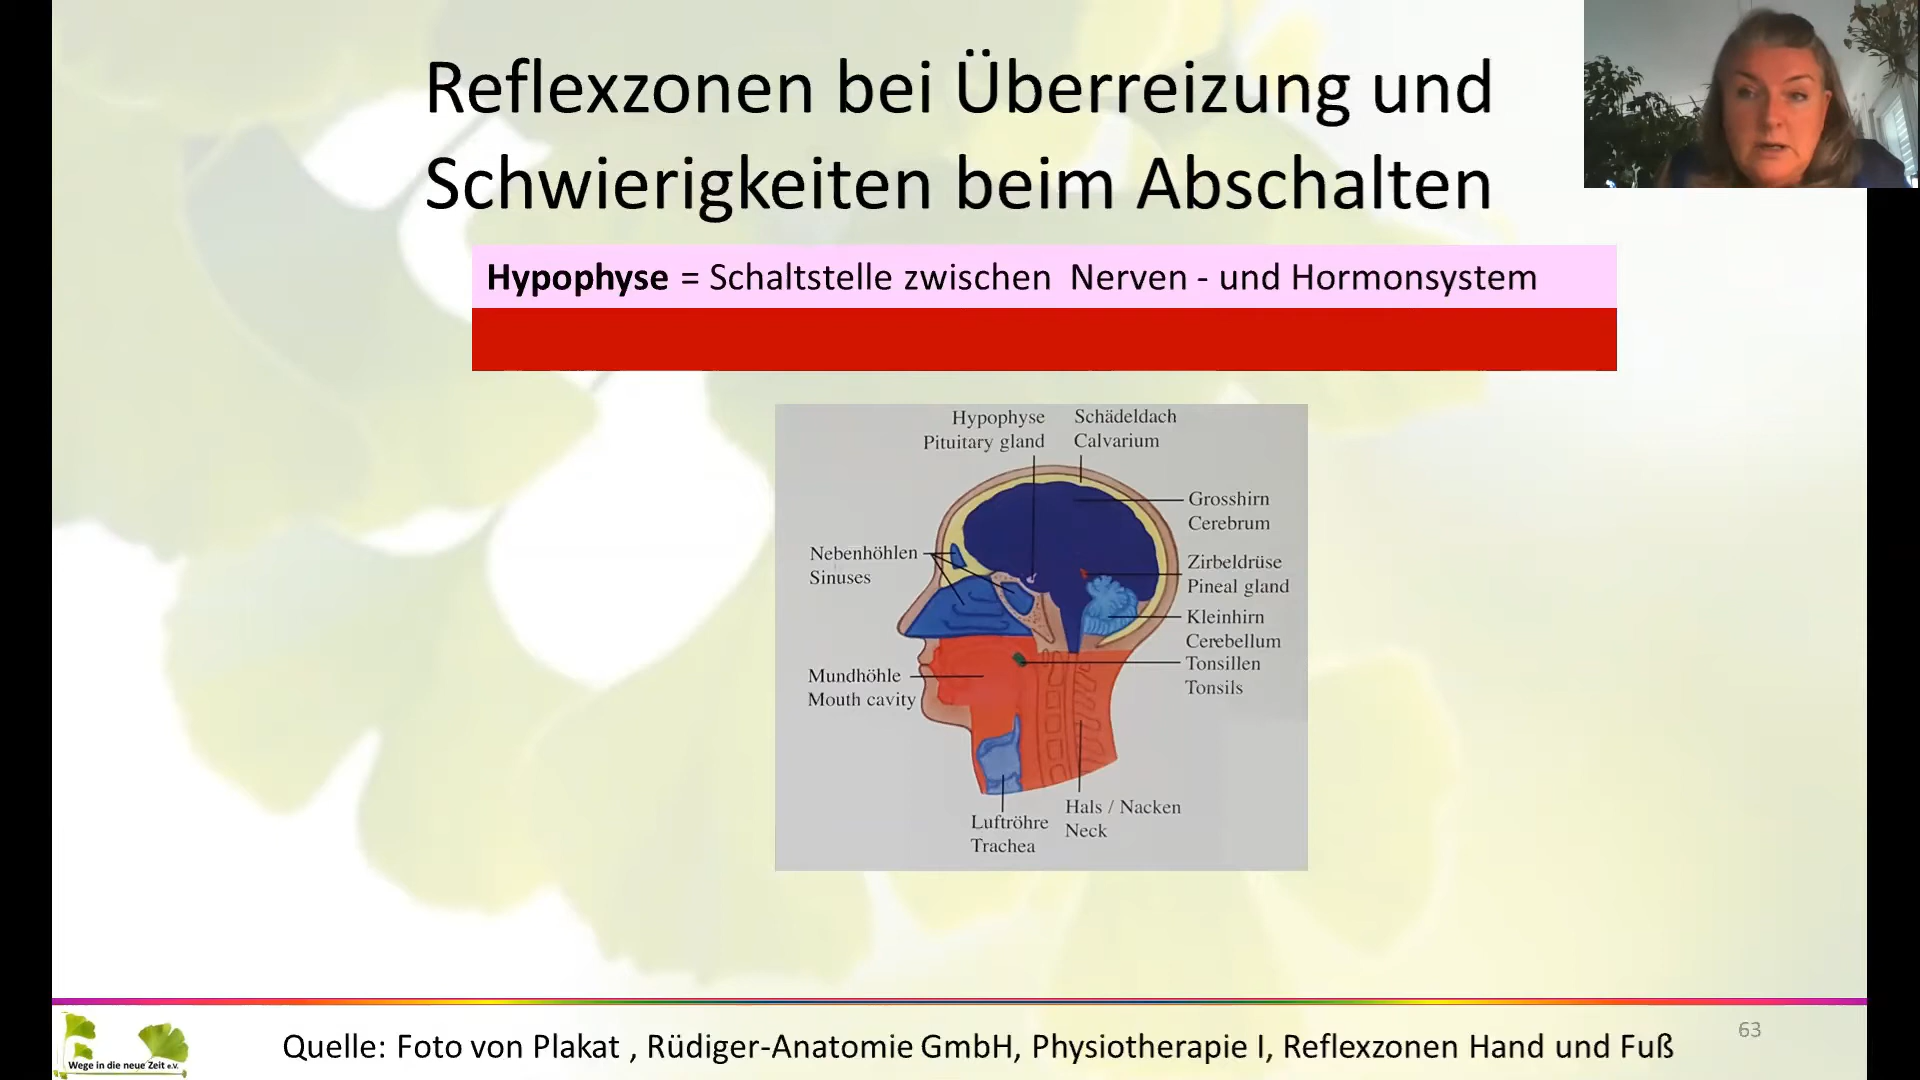 Reflexzonen bei Überreizung und
Schwierigkeiten beim Abschalten
Hypophyse = Schaltstelle zwischen  Nerven - und Hormonsystem
Hypophyse
Pituitary gland
Schädeldach
Calvarium
Grosshirn
Cerebrum
Nebenhöhlen
Sinuses
Zirbeldrüse
Pineal gland
Kleinhirn
Cerebellum
Tonsillen
Tonsils
Mundhöhle
Mouth cavity
Hals / Nacken
Neck
Luftröhre
Trachea
Wege in die neue Zeit e.V.
Quelle: Foto von Plakat , Rüdiger-Anatomie GmbH, Physiotherapie I, Reflexzonen Hand und Fuß
63